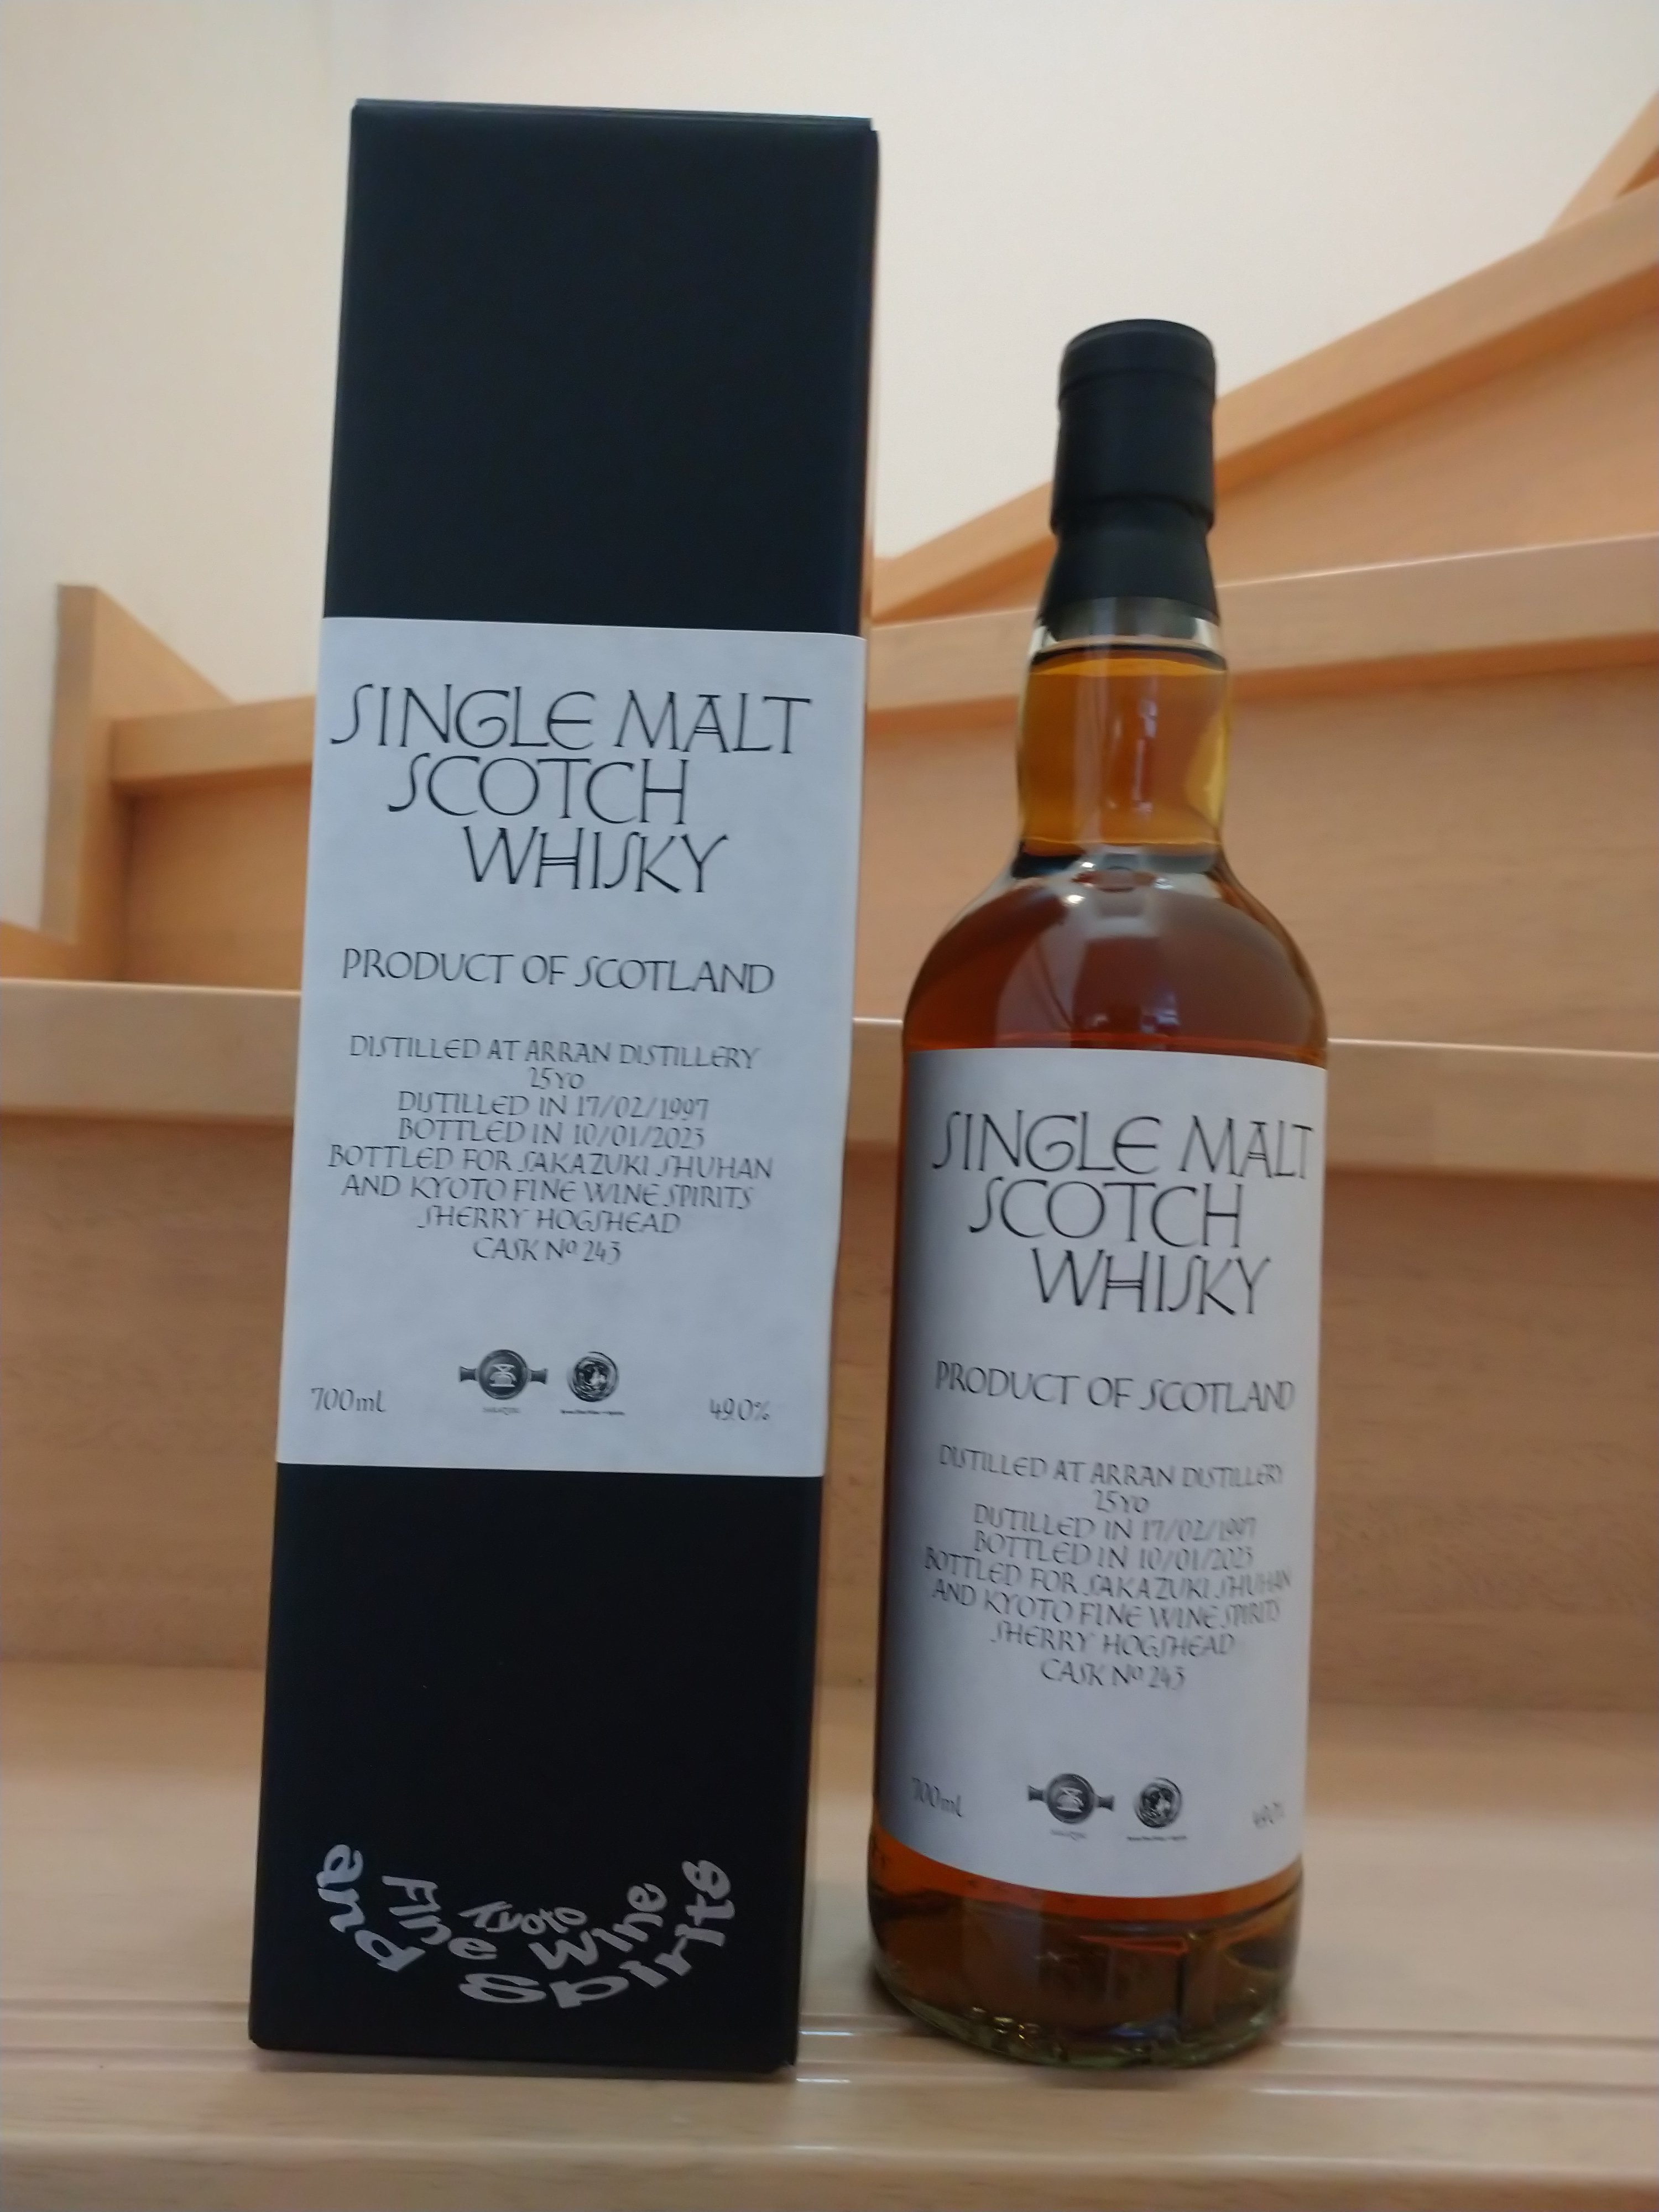 SINGLE MALT
SCOTCH
WHISKY
PRODUCT OF SCOTLAND
DISTILLED AT ARRAN DISTILLERY
25YO
DISTILLED IN 17/02/1997
BOTTLED IN 10/01/2023
BOTTLED FOR SAKAZUKI SHUHAN
AND KYOTO FINE WINE SPIRITS
SHERRY HOGSHEAD
CASK Nº 243
700ml
49.0%
Kyoto
Fine Wine
and Spirits
SINGLE MALT
SCOTCH
WHISKY
PRODUCT OF SCOTLAND
DISTILLED AT ARRAN DISTILLERY
25YO
DISTILLED IN 17/02/1997
BOTTLED IN 10/01/2023
BOTTLED FOR SAKAZUKI SHUHAN
AND KYOTO FINE WINE SPIRITS
SHERRY HOGSHEAD
CASK Nº 243
700ml
49.0%